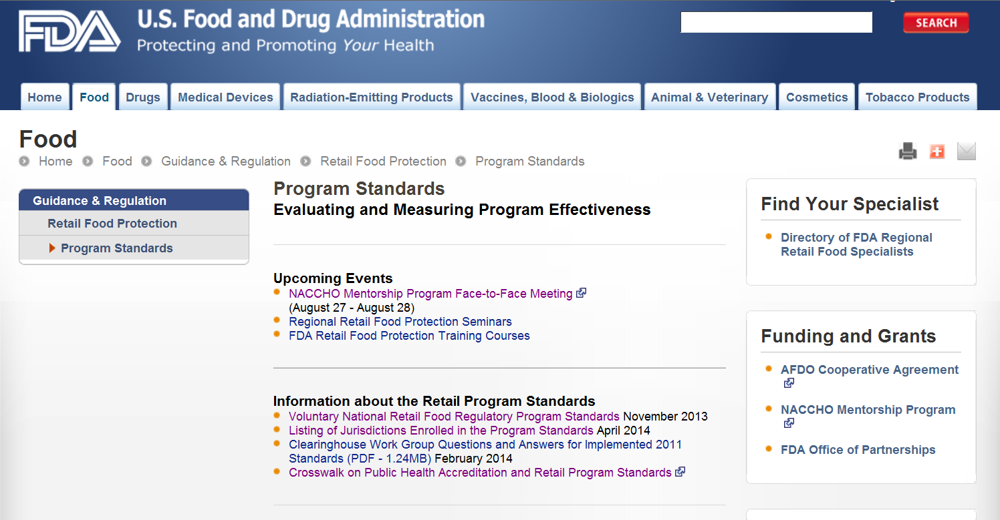 FDA
U.S. Food and Drug Administration
Protecting and Promoting Your Health
SEARCH
Home
Food
Drugs
Medical Devices
Radiation-Emitting Products
Vaccines, Blood & Biologics
Animal & Veterinary
Cosmetics
Tobacco Products
Food
Home Food Guidance & Regulation Retail Food Protection Program Standards
Guidance & Regulation
Retail Food Protection
Program Standards
Program Standards
Evaluating and Measuring Program Effectiveness
Upcoming Events
NACCHO Mentorship Program Face-to-Face Meeting
(August 27 - August 28)
Regional Retail Food Protection Seminars
FDA Retail Food Protection Training Courses
Information about the Retail Program Standards
Voluntary National Retail Food Regulatory Program Standards November 2013
Listing of Jurisdictions Enrolled in the Program Standards April 2014
Clearinghouse Work Group Questions and Answers for Implemented 2011
Standards (PDF - 1.24MB) February 2014
Crosswalk on Public Health Accreditation and Retail Program Standards
Find Your Specialist
Directory of FDA Regional
Retail Food Specialists
Funding and Grants
AFDO Cooperative Agreement
NACCHO Mentorship Program
FDA Office of Partnerships